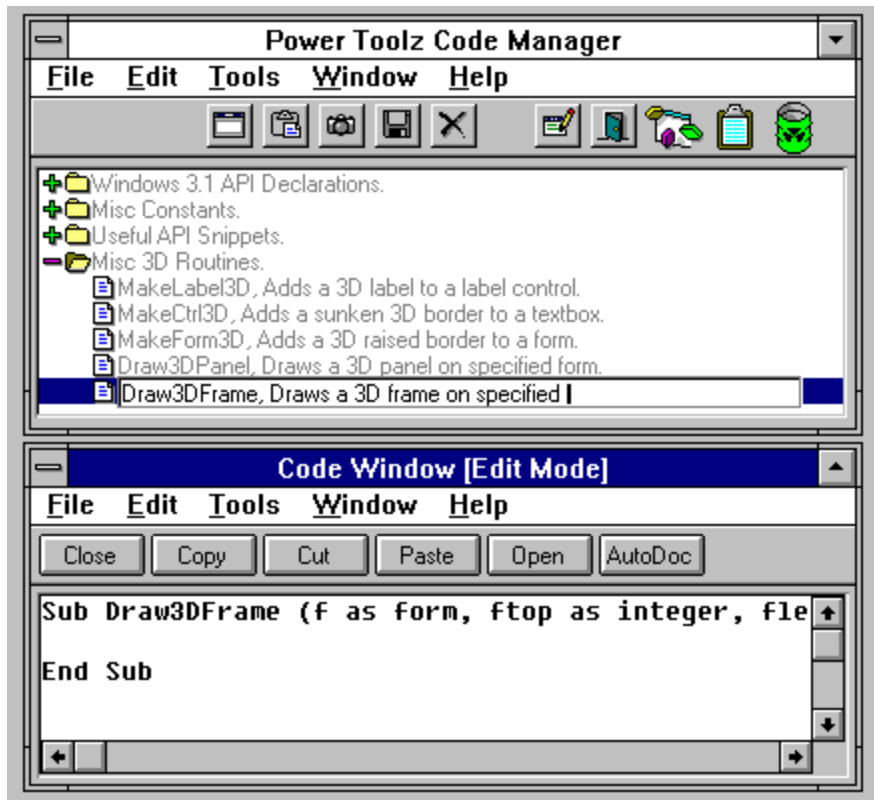 Power Toolz Code Manager
File Edit Tools Window Help
Windows 3.1 API Declarations.
Misc Constants.
Useful API Snippets.
Misc 3D Routines.
MakeLabel3D, Adds a 3D label to a label control.
MakeCtrl3D, Adds a sunken 3D border to a textbox.
MakeForm3D, Adds a 3D raised border to a form.
Draw3DPanel, Draws a 3D panel on specified form.
Draw3DFrame, Draws a 3D frame on specified
Code Window [Edit Mode]
File Edit Tools Window Help
Close Copy Cut Paste Open AutoDoc
Sub Draw3DFrame (f as form, ftop as integer, fle
End Sub